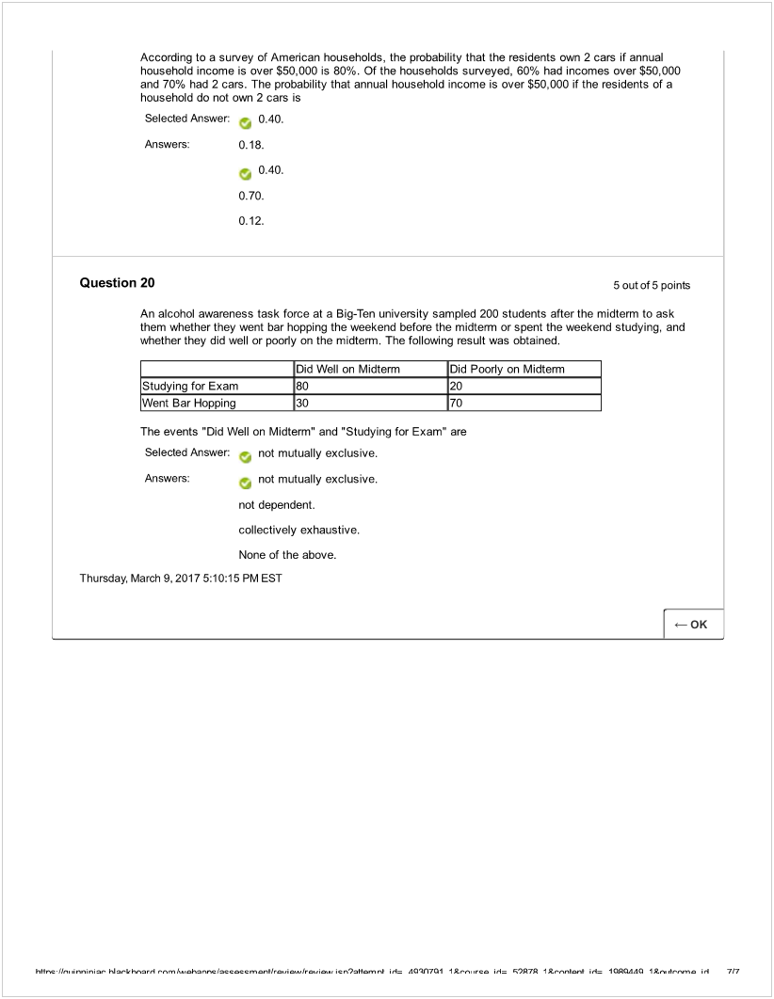 According to a survey of American households, the probability that the residents own 2 cars if annual
household income is over $50,000 is 80%. Of the households surveyed, 60% had incomes over $50,000
and 70% had 2 cars. The probability that annual household income is over $50,000 if the residents of a
household do not own 2 cars is
Selected Answer: 0.40.
Answers: 0.18.
0.40.
0.70.
0.12.
Question 20 5 out of 5 points
An alcohol awareness task force at a Big-Ten university sampled 200 students after the midterm to ask
them whether they went bar hopping the weekend before the midterm or spent the weekend studying, and
whether they did well or poorly on the midterm. The following result was obtained.
Did Well on Midterm Did Poorly on Midterm
Studying for Exam 80 20
Went Bar Hopping 30 70
The events "Did Well on Midterm" and "Studying for Exam" are
Selected Answer: not mutually exclusive.
Answers: not mutually exclusive.
not dependent.
collectively exhaustive.
None of the above.
Thursday, March 9, 2017 5:10:15 PM EST
← OK
https://quinnipiac.blackboard.com/webapps/assessment/review/review.jsp?attempt_id=_4930791_1&course_id=_52878_1&content_id=_1989449_1&outcome_id… 7/7